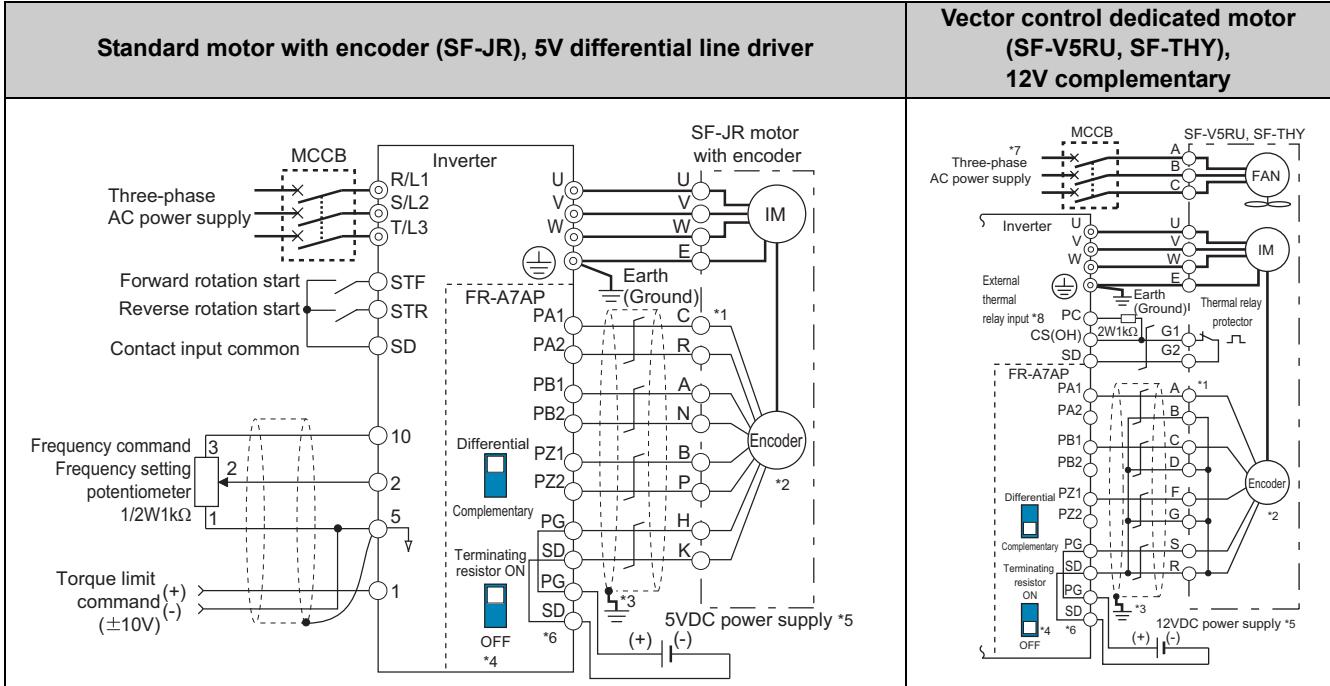 Standard motor with encoder (SF-JR), 5V differential line driver
Vector control dedicated motor
(SF-V5RU, SF-THY),
12V complementary
SF-JR motor
with encoder
MCCB
Inverter
Three-phase
AC power supply
R/L1
S/L2
T/L3
U
V
W
U
V
W
E
IM
Earth
(Ground)
Forward rotation start
Reverse rotation start
Contact input common
STF
STR
SD
FR-A7AP
PA1
PA2
PB1
PB2
PZ1
PZ2
PG
SD
PG
SD
C
*1
R
A
N
B
P
H
K
Encoder
*2
Differential
Complementary
Terminating
resistor ON
OFF
*4
*6
*3
5VDC power supply *5
(+)
(-)
Frequency command
Frequency setting
potentiometer
1/2W1kΩ
3
2
1
10
2
5
1
Torque limit
command
(±10V)
(+)
(-)
MCCB
SF-V5RU, SF-THY
*7
Three-phase
AC power supply
A
B
C
FAN
Inverter
U
V
W
U
V
W
E
IM
External
thermal
relay input *8
Earth
(Ground)
Thermal relay
protector
PC
CS(OH)
SD
2W1kΩ
G1
G2
FR-A7AP
PA1
PA2
PB1
PB2
PZ1
PZ2
PG
SD
PG
SD
A
*1
B
C
D
F
G
S
R
Encoder
*2
Differential
Complementary
Terminating
resistor
ON
OFF
*4
*6
*3
12VDC power supply *5
(+)
(-)